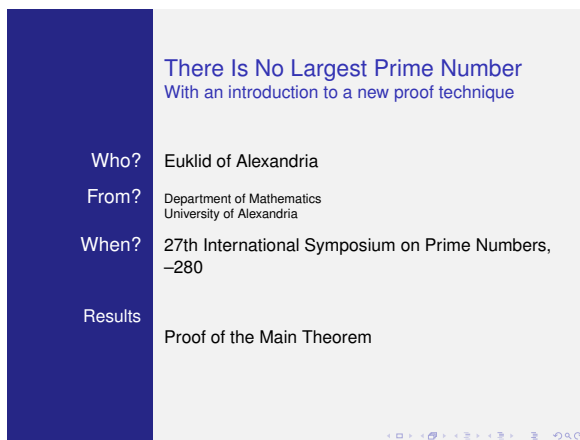 There Is No Largest Prime Number
With an introduction to a new proof technique
Who? Euklid of Alexandria
From? Department of Mathematics
University of Alexandria
When? 27th International Symposium on Prime Numbers,
–280
Results
Proof of the Main Theorem